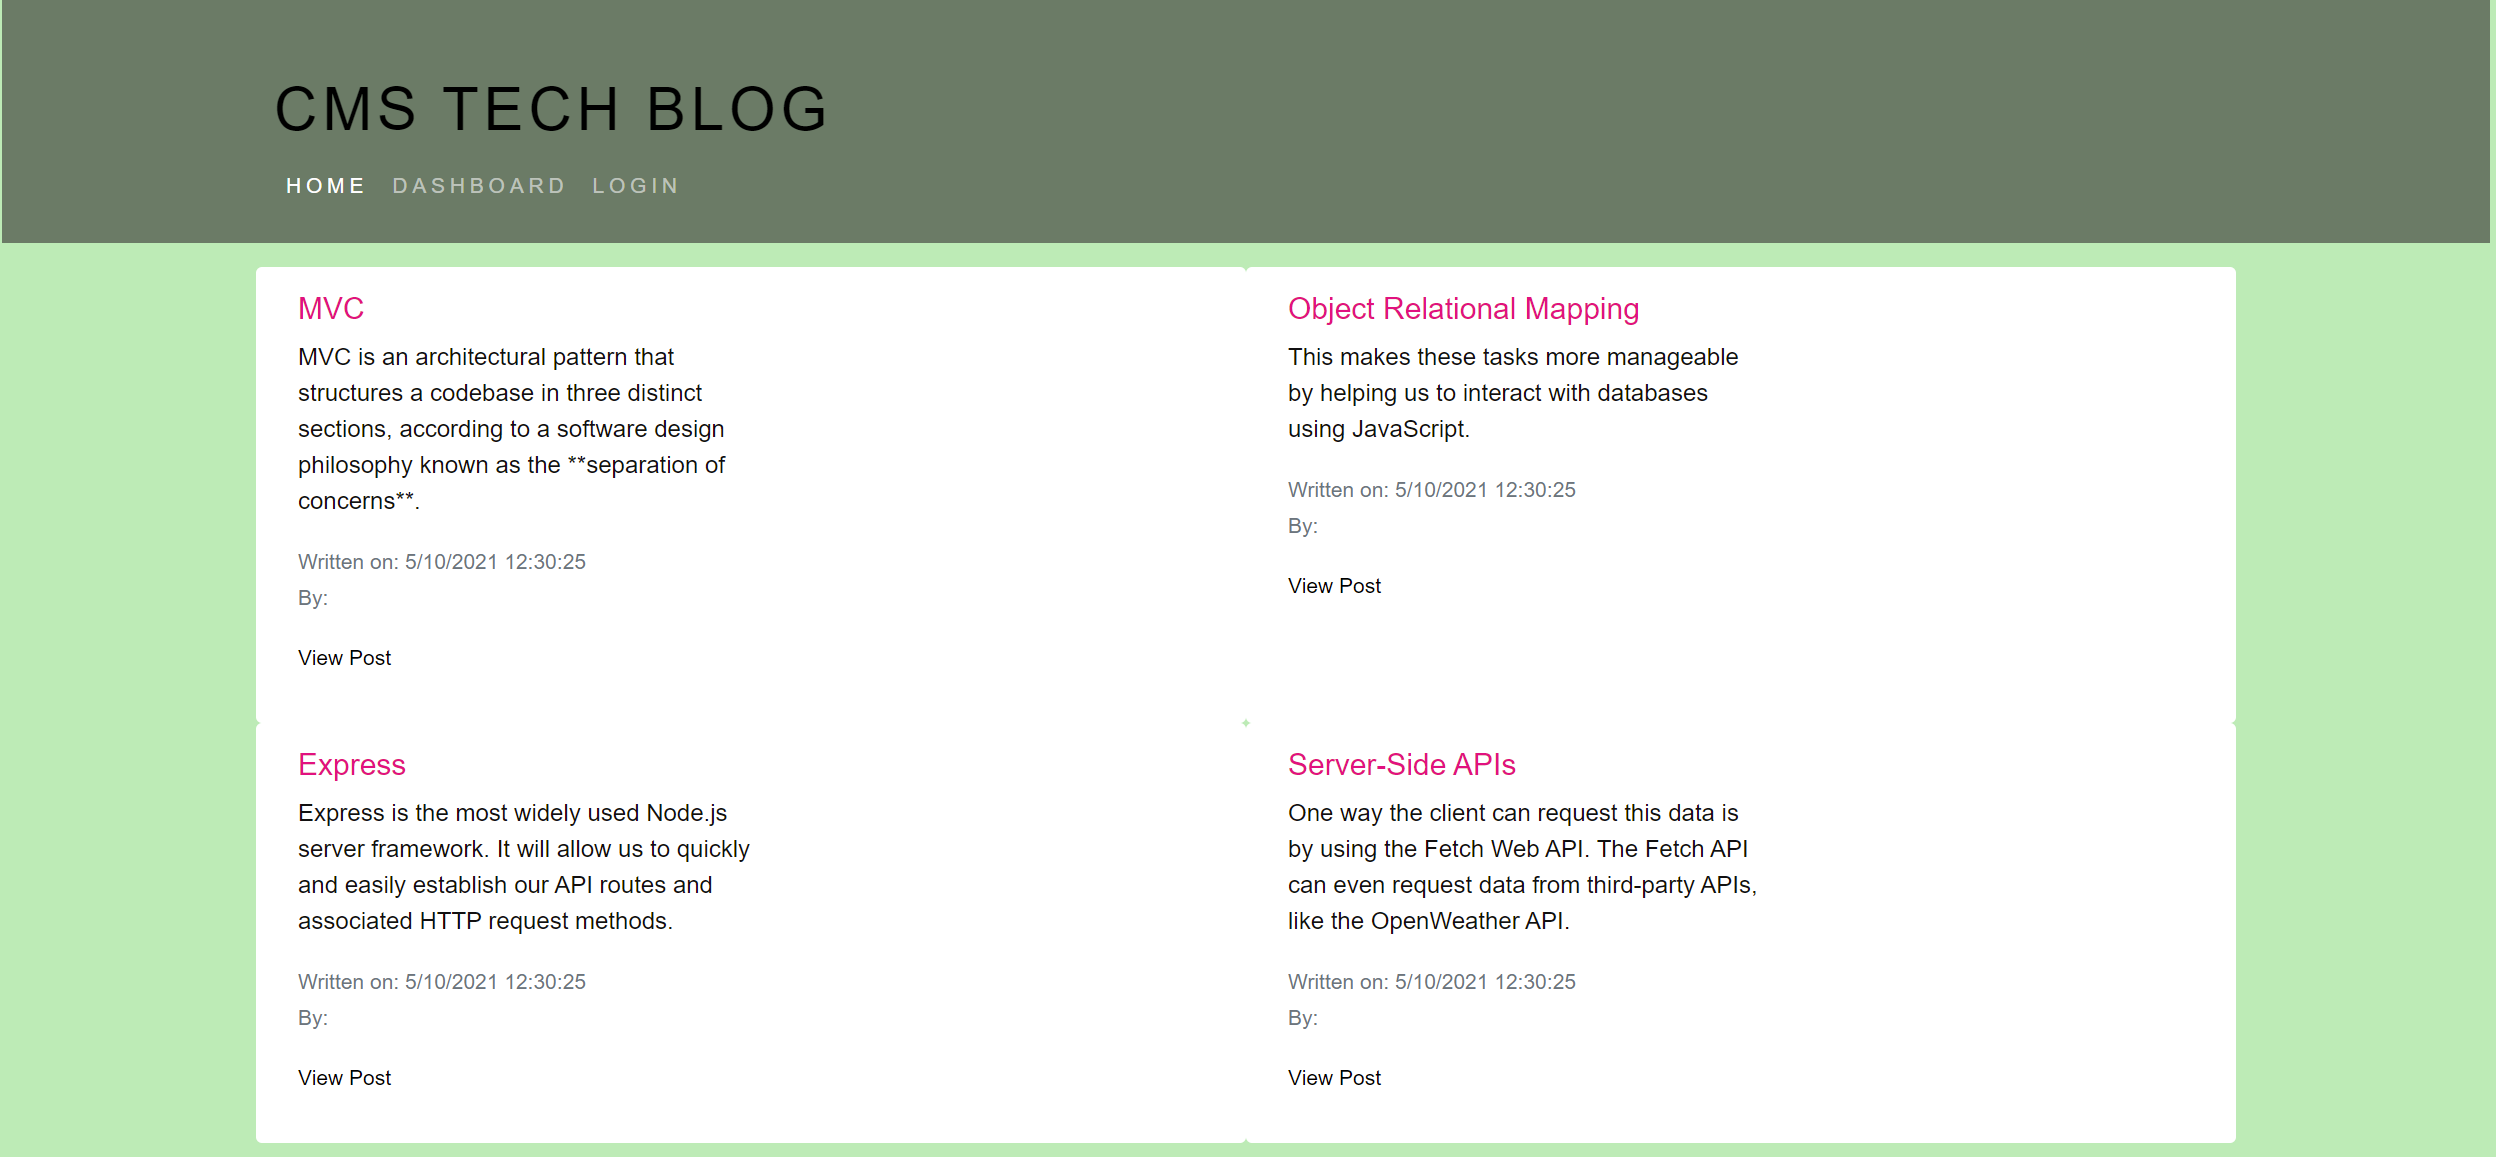 CMS TECH BLOG
HOME DASHBOARD LOGIN
MVC
MVC is an architectural pattern that
structures a codebase in three distinct
sections, according to a software design
philosophy known as the **separation of
concerns**.
Written on: 5/10/2021 12:30:25
By:
View Post
Object Relational Mapping
This makes these tasks more manageable
by helping us to interact with databases
using JavaScript.
Written on: 5/10/2021 12:30:25
By:
View Post
Express
Express is the most widely used Node.js
server framework. It will allow us to quickly
and easily establish our API routes and
associated HTTP request methods.
Written on: 5/10/2021 12:30:25
By:
View Post
Server-Side APIs
One way the client can request this data is
by using the Fetch Web API. The Fetch API
can even request data from third-party APIs,
like the OpenWeather API.
Written on: 5/10/2021 12:30:25
By:
View Post